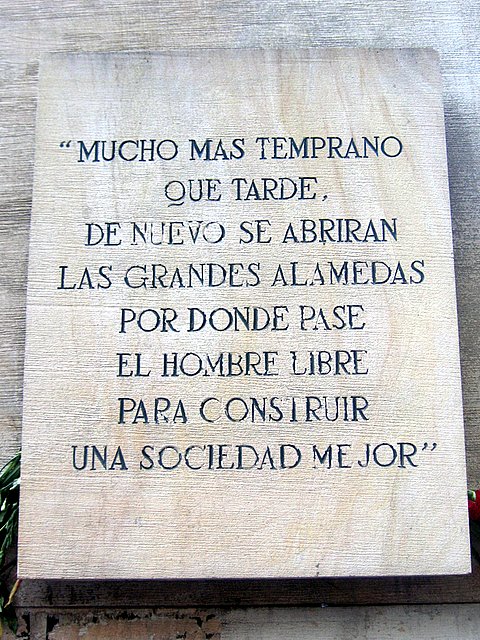 “MUCHO MAS TEMPRANO
QUE TARDE,
DE NUEVO SE ABRIRAN
LAS GRANDES ALAMEDAS
POR DONDE PASE
EL HOMBRE LIBRE
PARA CONSTRUIR
UNA SOCIEDAD MEJOR”